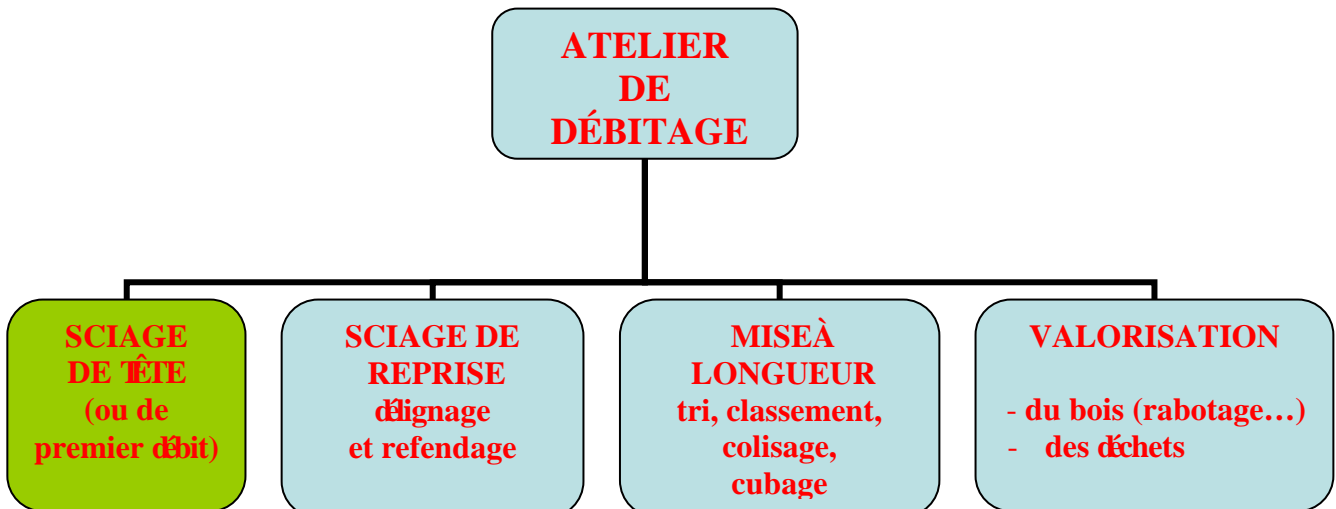 ATELIER
DE
DÉBITAGE
SCIAGE
DE TÊTE
(ou de
premier débit)
SCIAGE DE
REPRISE
délignage
et refendage
MISEÀ
LONGUEUR
tri, classement,
colisage,
cubage
VALORISATION
- du bois (rabotage…)
- des déchets